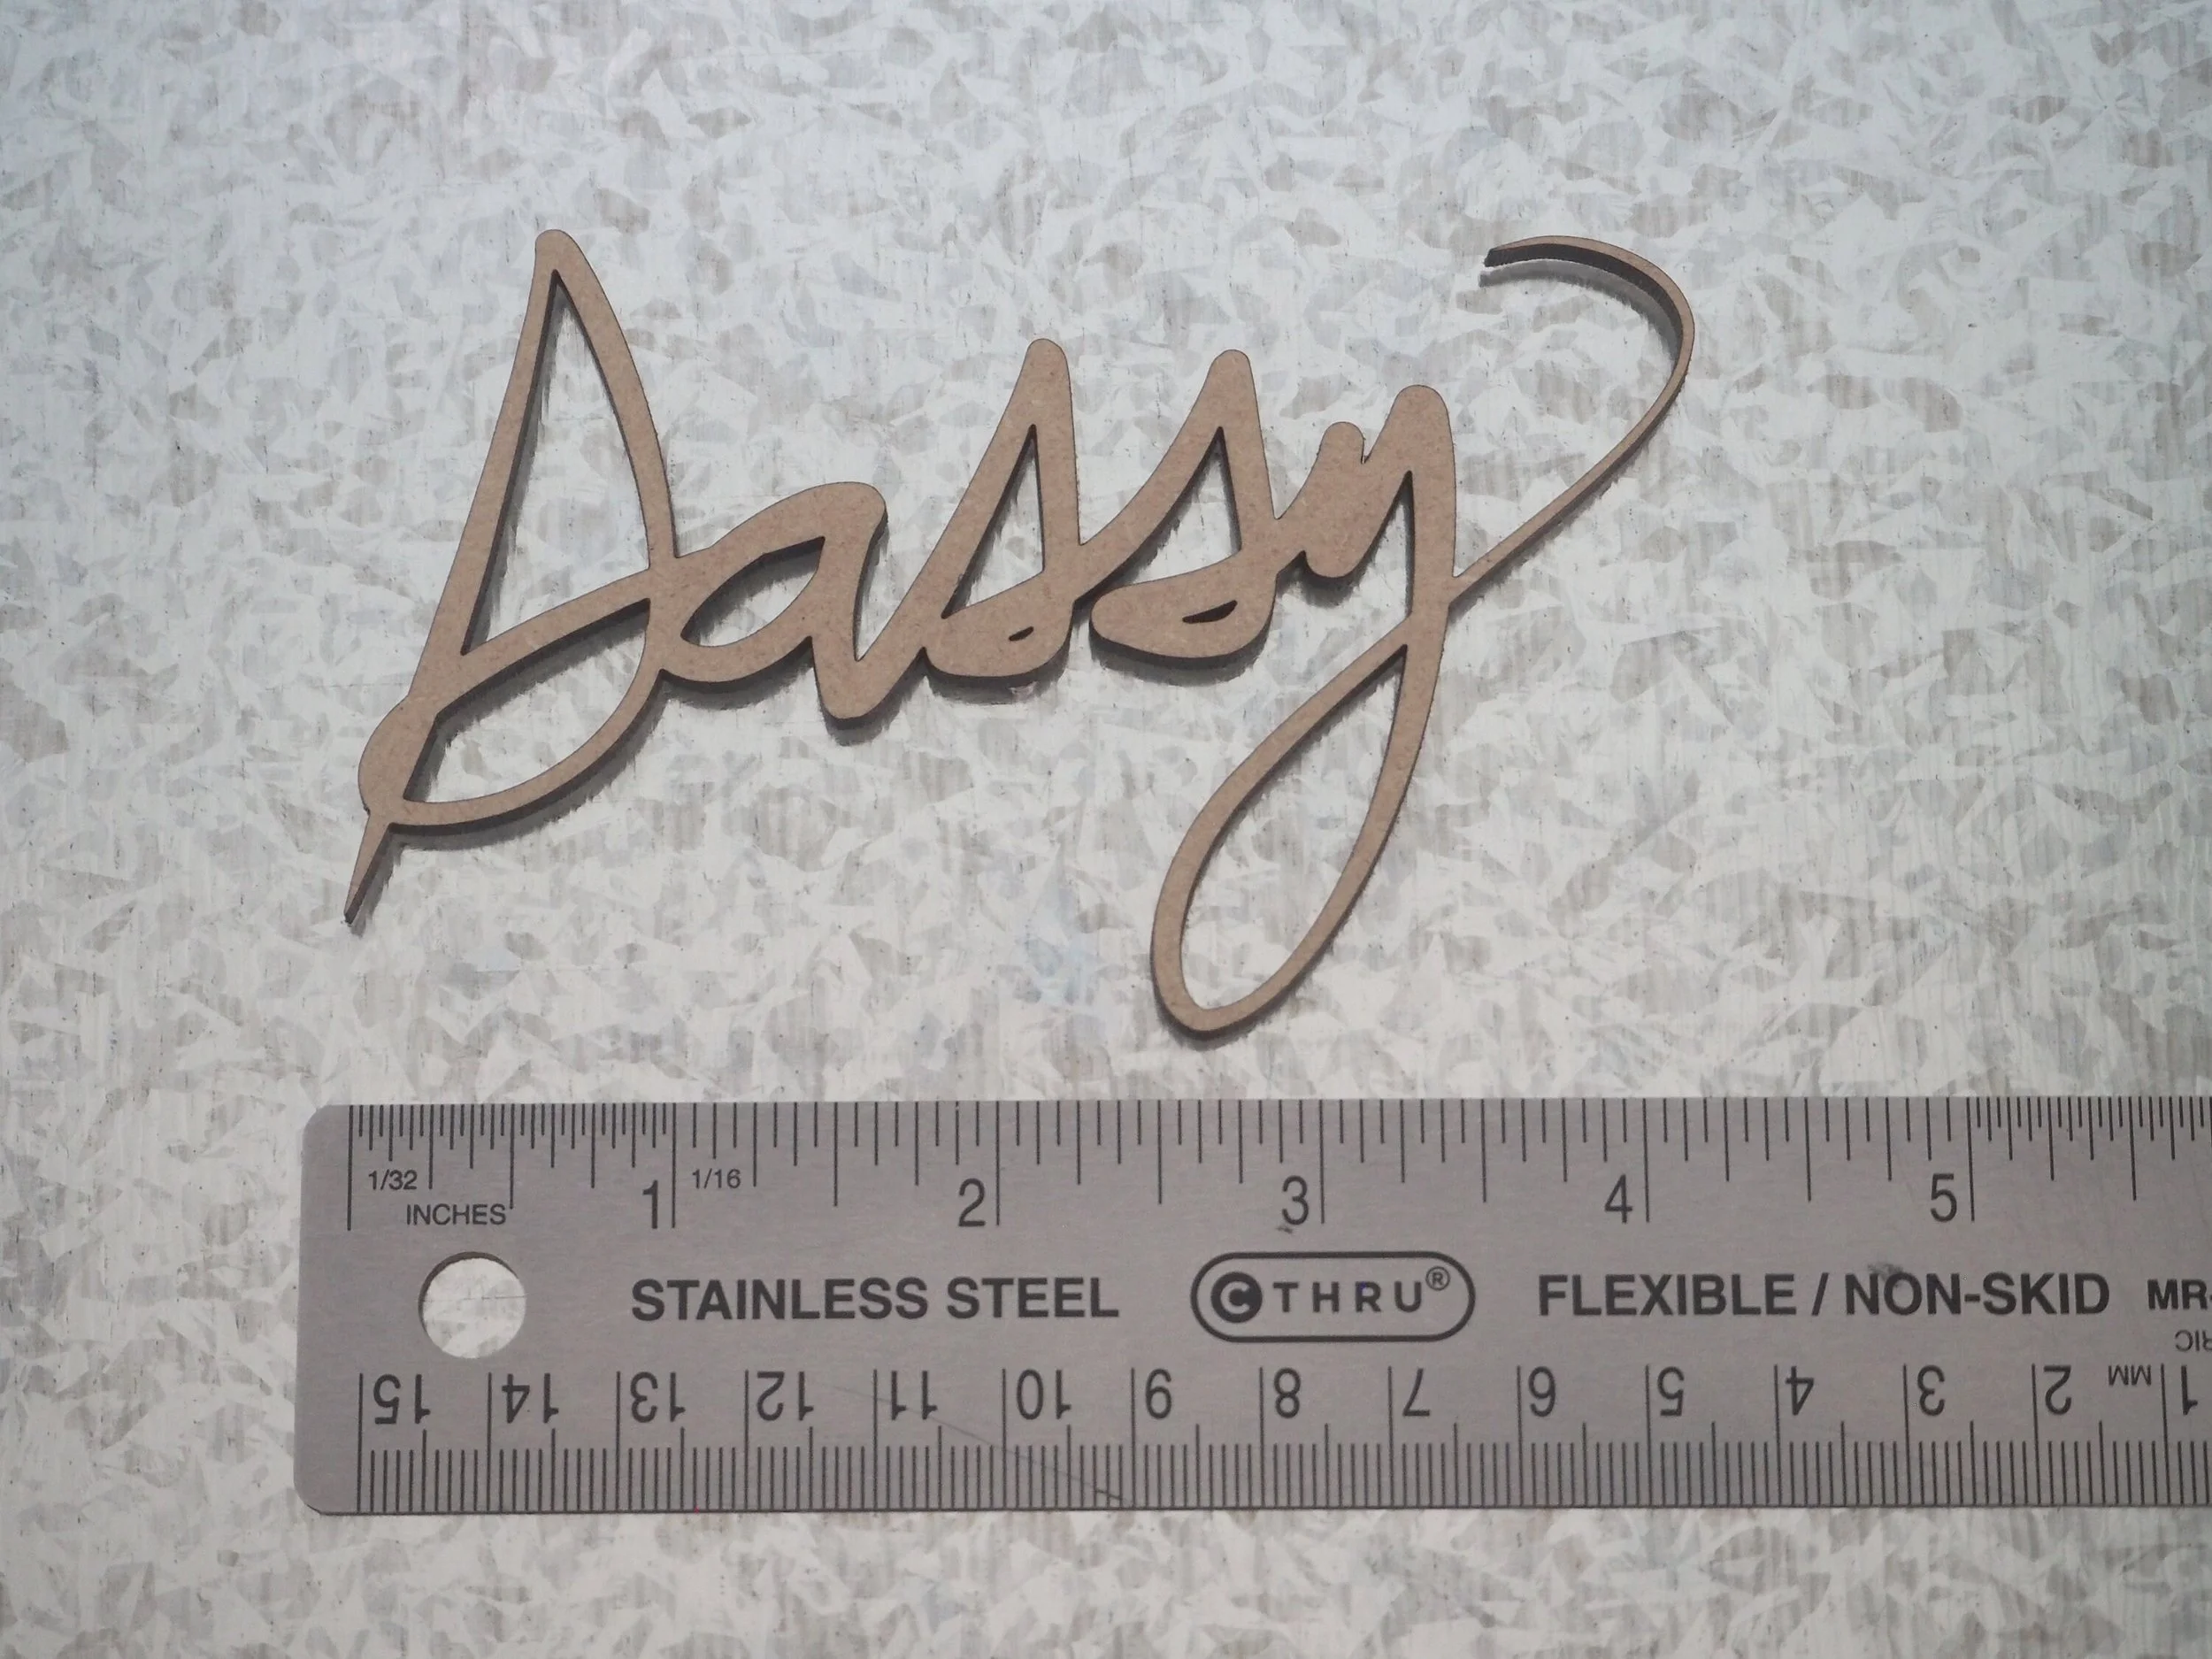 Sassy
1/32 1 1/16 2 3 4 5
INCHES
STAINLESS STEEL C-THRU® FLEXIBLE / NON-SKID MR-
15 14 13 12 11 10 9 8 7 6 5 4 3 2 MM 1